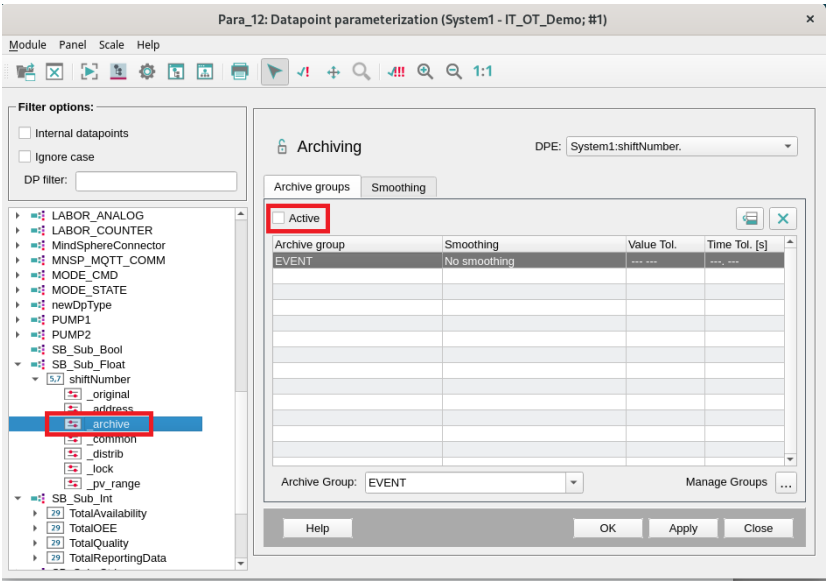 Para_12: Datapoint parameterization (System1 - IT_OT_Demo; #1)
Module Panel Scale Help
1:1
Filter options:
Internal datapoints
Ignore case
DP filter:
LABOR_ANALOG
LABOR_COUNTER
MindSphereConnector
MNSP_MQTT_COMM
MODE_CMD
MODE_STATE
newDpType
PUMP1
PUMP2
SB_Sub_Bool
SB_Sub_Float
5,7 shiftNumber
_original
_address
_archive
_common
_distrib
_lock
_pv_range
SB_Sub_Int
29 TotalAvailability
29 TotalOEE
29 TotalQuality
29 TotalReportingData
Archiving
DPE: System1:shiftNumber.
Archive groups Smoothing
Active
Archive group Smoothing Value Tol. Time Tol. [s]
EVENT No smoothing --- --- ---. ---
Archive Group: EVENT Manage Groups ...
Help OK Apply Close